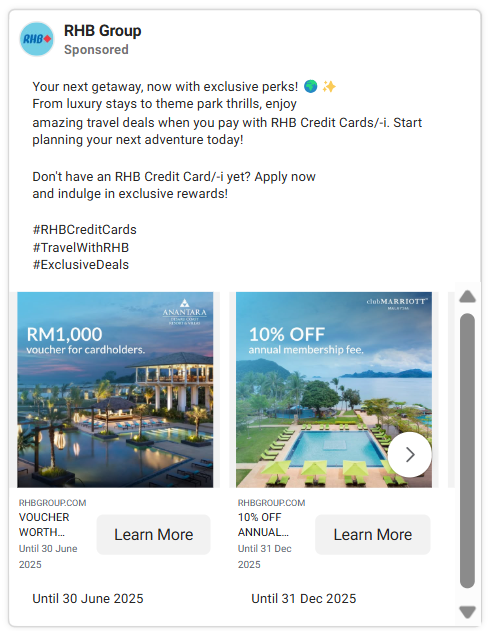 RHB
RHB Group
Sponsored
Your next getaway, now with exclusive perks! 🌍 ✨
From luxury stays to theme park thrills, enjoy
amazing travel deals when you pay with RHB Credit Cards/-i. Start
planning your next adventure today!
Don't have an RHB Credit Card/-i yet? Apply now
and indulge in exclusive rewards!
#RHBCreditCards
#TravelWithRHB
#ExclusiveDeals
ANANTARA
RM1,000
voucher for cardholders.
clubMARRIOTT
MALAYSIA
10% OFF
annual membership fee.
RHBGROUP.COM
VOUCHER
WORTH...
Until 30 June
2025
Learn More
RHBGROUP.COM
10% OFF
ANNUAL...
Until 31 Dec
2025
Learn More
Until 30 June 2025
Until 31 Dec 2025